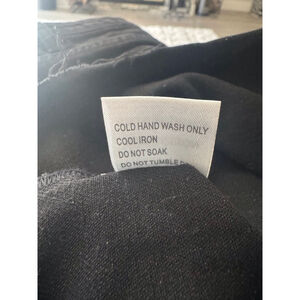 COLD HAND WASH ONLY
COOL IRON
DO NOT SOAK
DO NOT TUMBLE